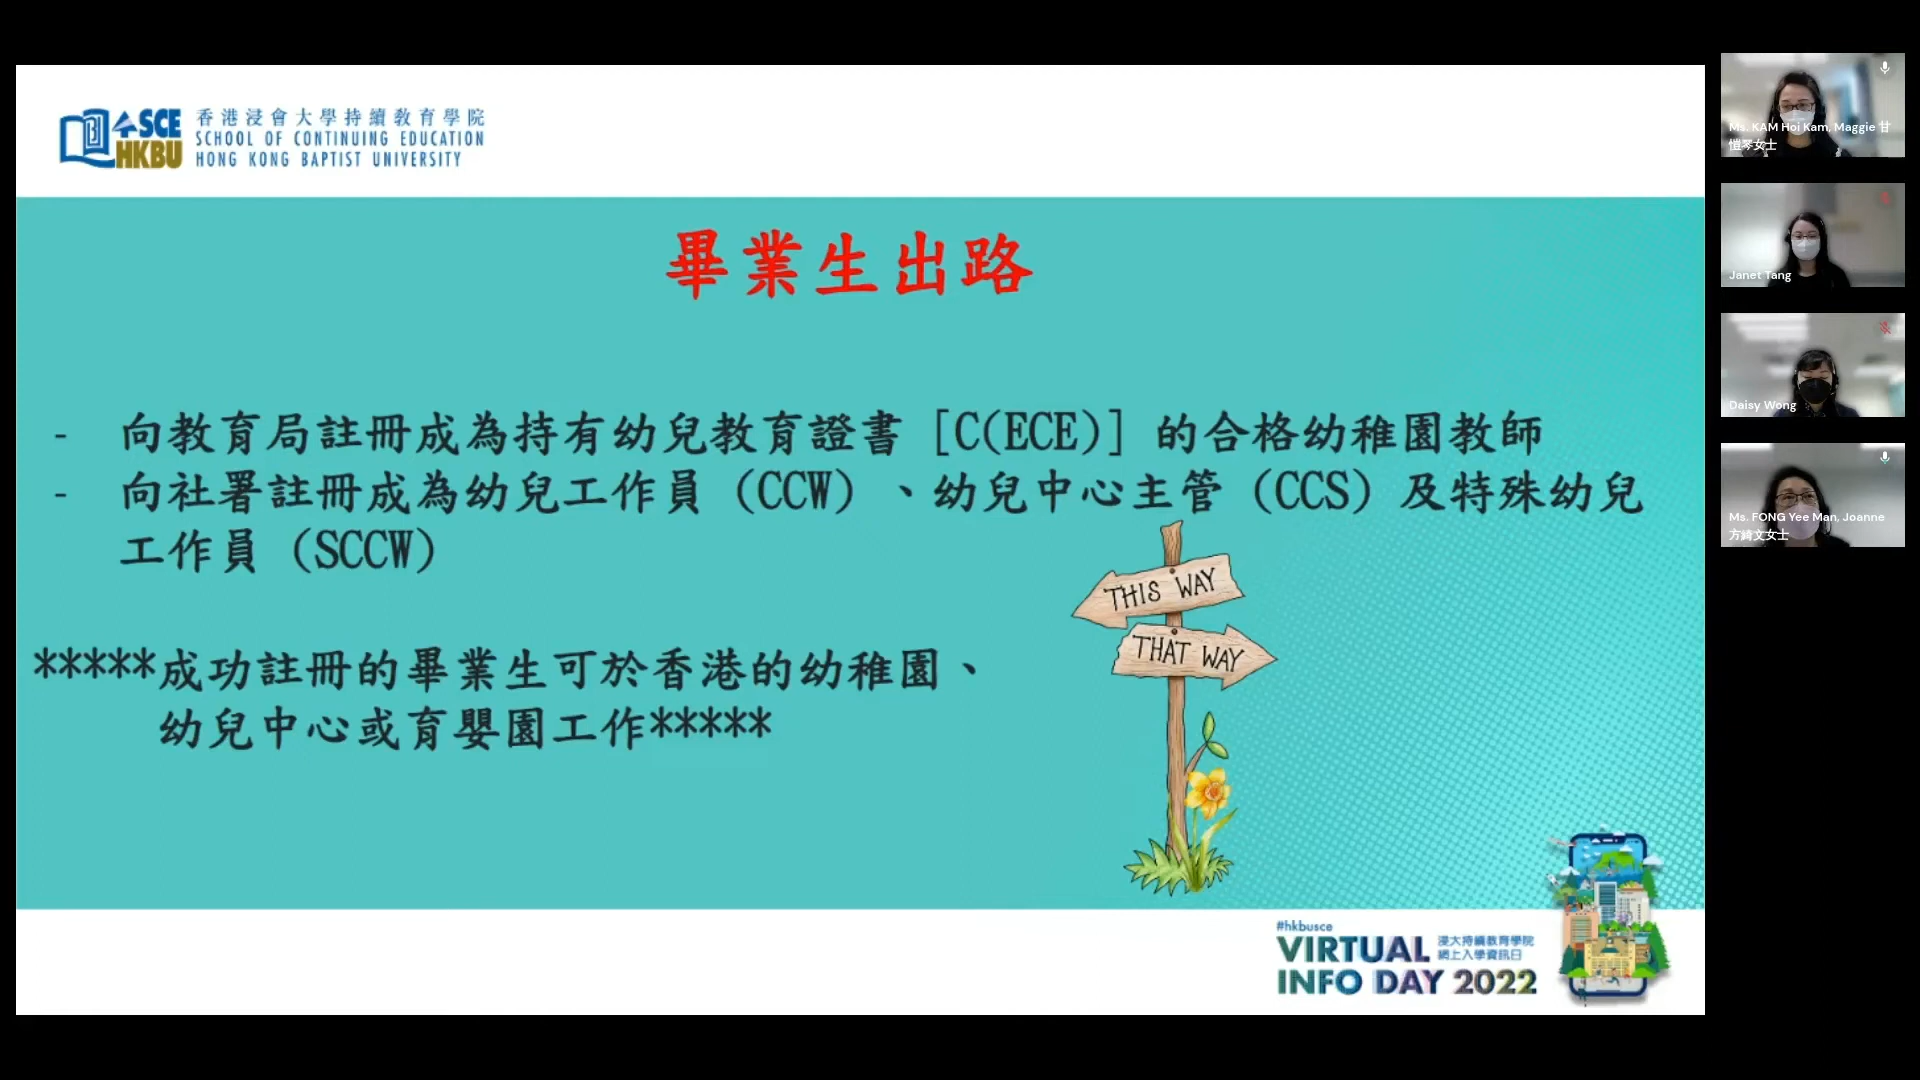 SCE
HKBU
香港浸會大學持續教育學院
SCHOOL OF CONTINUING EDUCATION
HONG KONG BAPTIST UNIVERSITY
畢業生出路
- 向教育局註冊成為持有幼兒教育證書 [C(ECE)] 的合格幼稚園教師
- 向社署註冊成為幼兒工作員 (CCW) 、幼兒中心主管 (CCS) 及特殊幼兒
工作員 (SCCW)
*****成功註冊的畢業生可於香港的幼稚園、
幼兒中心或育嬰園工作*****
THIS WAY
THAT WAY
#hkbusce
VIRTUAL
INFO DAY 2022
浸大持續教育學院
網上入學資訊日
Ms. KAM Hoi Kam, Maggie 甘
愷琴女士
Janet Tang
Daisy Wong
Ms. FONG Yee Man, Joanne
方綺文女士